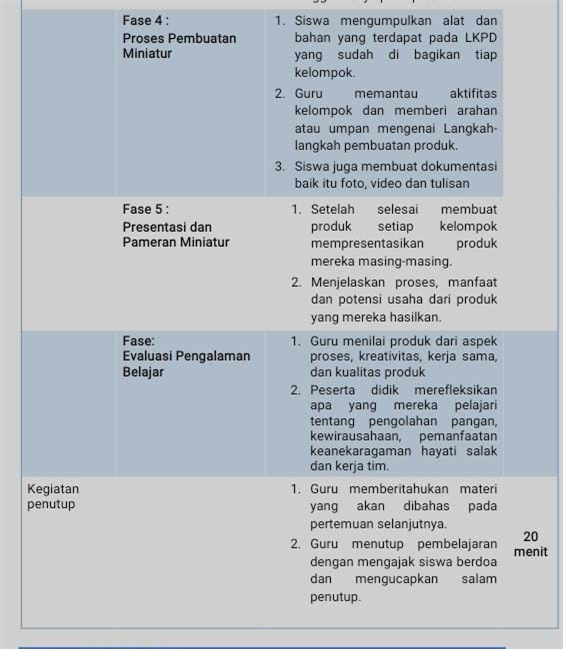 Fase 4 :
Proses Pembuatan
Miniatur
1. Siswa mengumpulkan alat dan
bahan yang terdapat pada LKPD
yang sudah di bagikan tiap
kelompok.
2. Guru memantau aktifitas
kelompok dan memberi arahan
atau umpan mengenai Langkah-
langkah pembuatan produk.
3. Siswa juga membuat dokumentasi
baik itu foto, video dan tulisan
Fase 5 :
Presentasi dan
Pameran Miniatur
1. Setelah selesai membuat
produk setiap kelompok
mempresentasikan produk
mereka masing-masing.
2. Menjelaskan proses, manfaat
dan potensi usaha dari produk
yang mereka hasilkan.
Fase:
Evaluasi Pengalaman
Belajar
1. Guru menilai produk dari aspek
proses, kreativitas, kerja sama,
dan kualitas produk
2. Peserta didik merefleksikan
apa yang mereka pelajari
tentang pengolahan pangan,
kewirausahaan, pemanfaatan
keanekaragaman hayati salak
dan kerja tim.
Kegiatan
penutup
1. Guru memberitahukan materi
yang akan dibahas pada
pertemuan selanjutnya.
2. Guru menutup pembelajaran
dengan mengajak siswa berdoa
dan mengucapkan salam
penutup.
20
menit